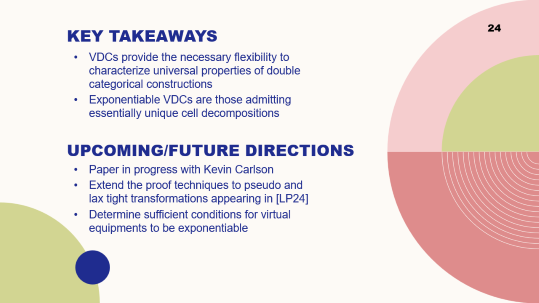 24
KEY TAKEAWAYS
• VDCs provide the necessary flexibility to
characterize universal properties of double
categorical constructions
• Exponentiable VDCs are those admitting
essentially unique cell decompositions
UPCOMING/FUTURE DIRECTIONS
• Paper in progress with Kevin Carlson
• Extend the proof techniques to pseudo and
lax tight transformations appearing in [LP24]
• Determine sufficient conditions for virtual
equipments to be exponentiable